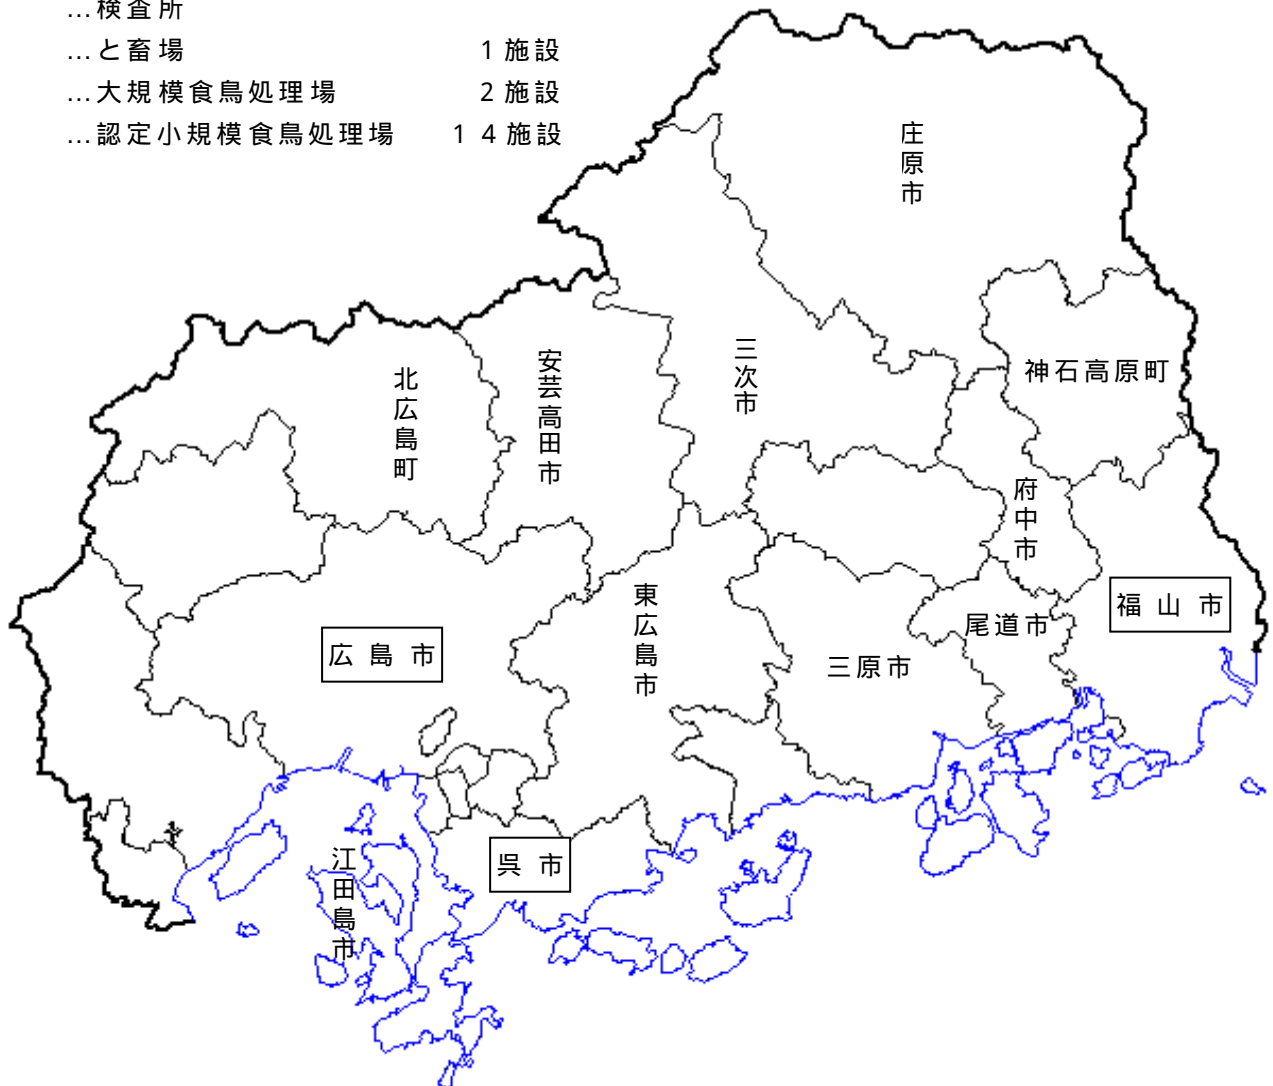 …検査所
…と畜場 1施設
…大規模食鳥処理場 2施設
…認定小規模食鳥処理場 14施設
庄原市
神石高原町
三次市
安芸高田市
北広島町
府中市
福山市
東広島市
尾道市
広島市
三原市
呉市
江田島市